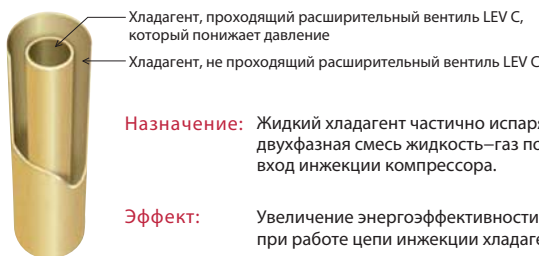 Хладагент, проходящий расширительный вентиль LEV C,
который понижает давление
Хладагент, не проходящий расширительный вентиль LEV C
Назначение: Жидкий хладагент частично испаря
двухфазная смесь жидкость–газ по
вход инжекции компрессора.
Эффект: Увеличение энергоэффективности
при работе цепи инжекции хладаге